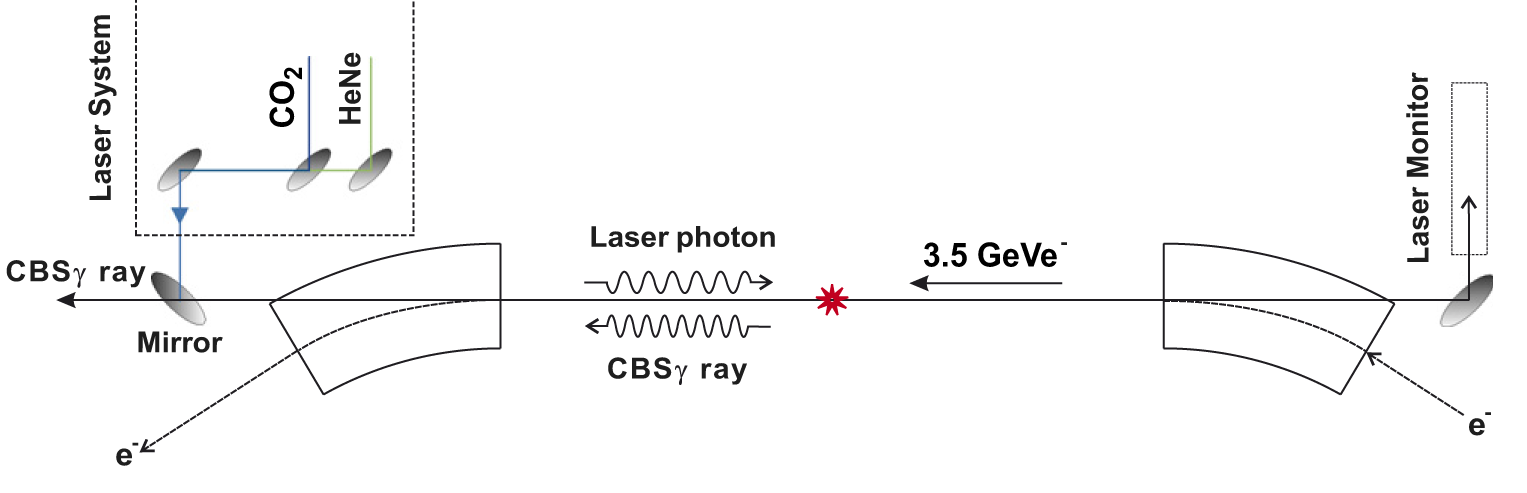 Laser System
CO₂
HeNe
CBSγ ray
Mirror
e⁻
Laser photon
CBSγ ray
3.5 GeVe⁻
Laser Monitor
e⁻